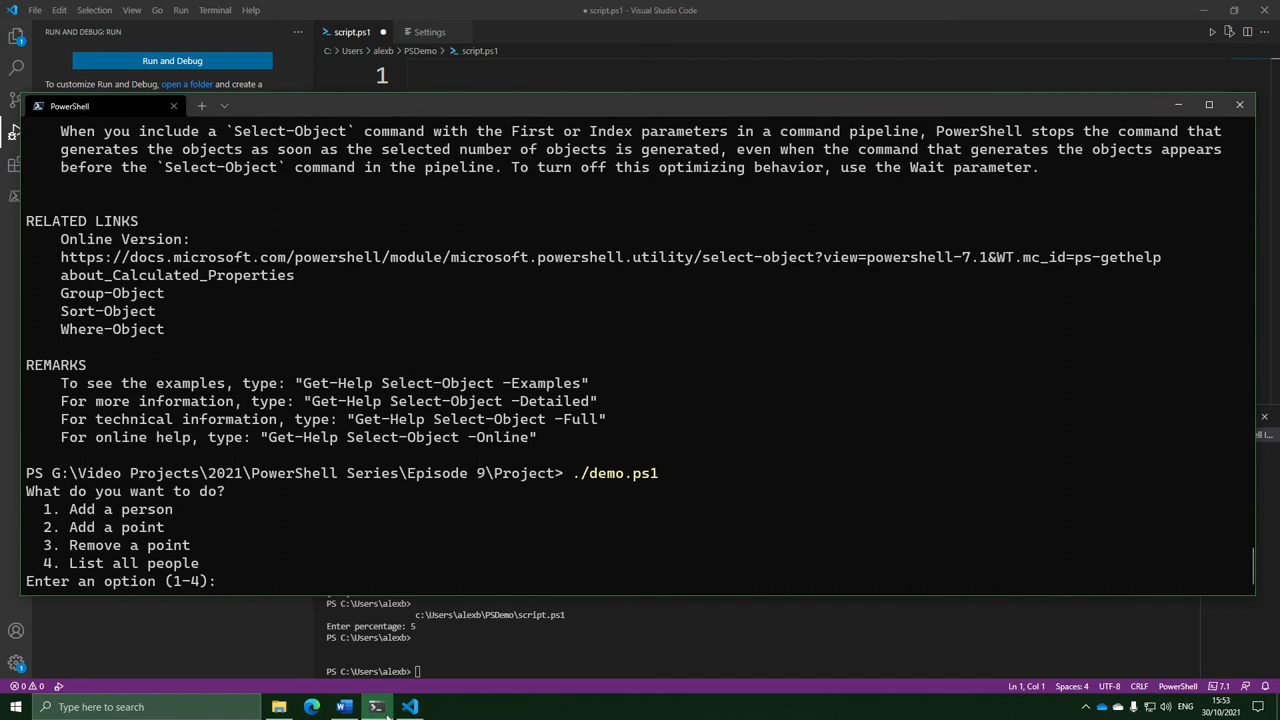 File Edit Selection View Go Run Terminal Help
● script.ps1 - Visual Studio Code
RUN AND DEBUG: RUN
script.ps1
Settings
C: > Users > alexb > PSDemo > script.ps1
Run and Debug
1
To customize Run and Debug, open a folder and create a
PowerShell
When you include a `Select-Object` command with the First or Index parameters in a command pipeline, PowerShell stops the command that
generates the objects as soon as the selected number of objects is generated, even when the command that generates the objects appears
before the `Select-Object` command in the pipeline. To turn off this optimizing behavior, use the Wait parameter.
RELATED LINKS
Online Version:
https://docs.microsoft.com/powershell/module/microsoft.powershell.utility/select-object?view=powershell-7.1&WT.mc_id=ps-gethelp
about_Calculated_Properties
Group-Object
Sort-Object
Where-Object
REMARKS
To see the examples, type: "Get-Help Select-Object -Examples"
For more information, type: "Get-Help Select-Object -Detailed"
For technical information, type: "Get-Help Select-Object -Full"
For online help, type: "Get-Help Select-Object -Online"
PS G:\Video Projects\2021\PowerShell Series\Episode 9\Project> ./demo.ps1
What do you want to do?
1. Add a person
2. Add a point
3. Remove a point
4. List all people
Enter an option (1-4):
PS C:\Users\alexb>
c:\Users\alexb\PSDemo\script.ps1
Enter percentage: 5
PS C:\Users\alexb>
PS C:\Users\alexb>
0 0
Ln 1, Col 1 Spaces: 4 UTF-8 CRLF PowerShell 7.1
Type here to search
ENG
15:53
30/10/2021